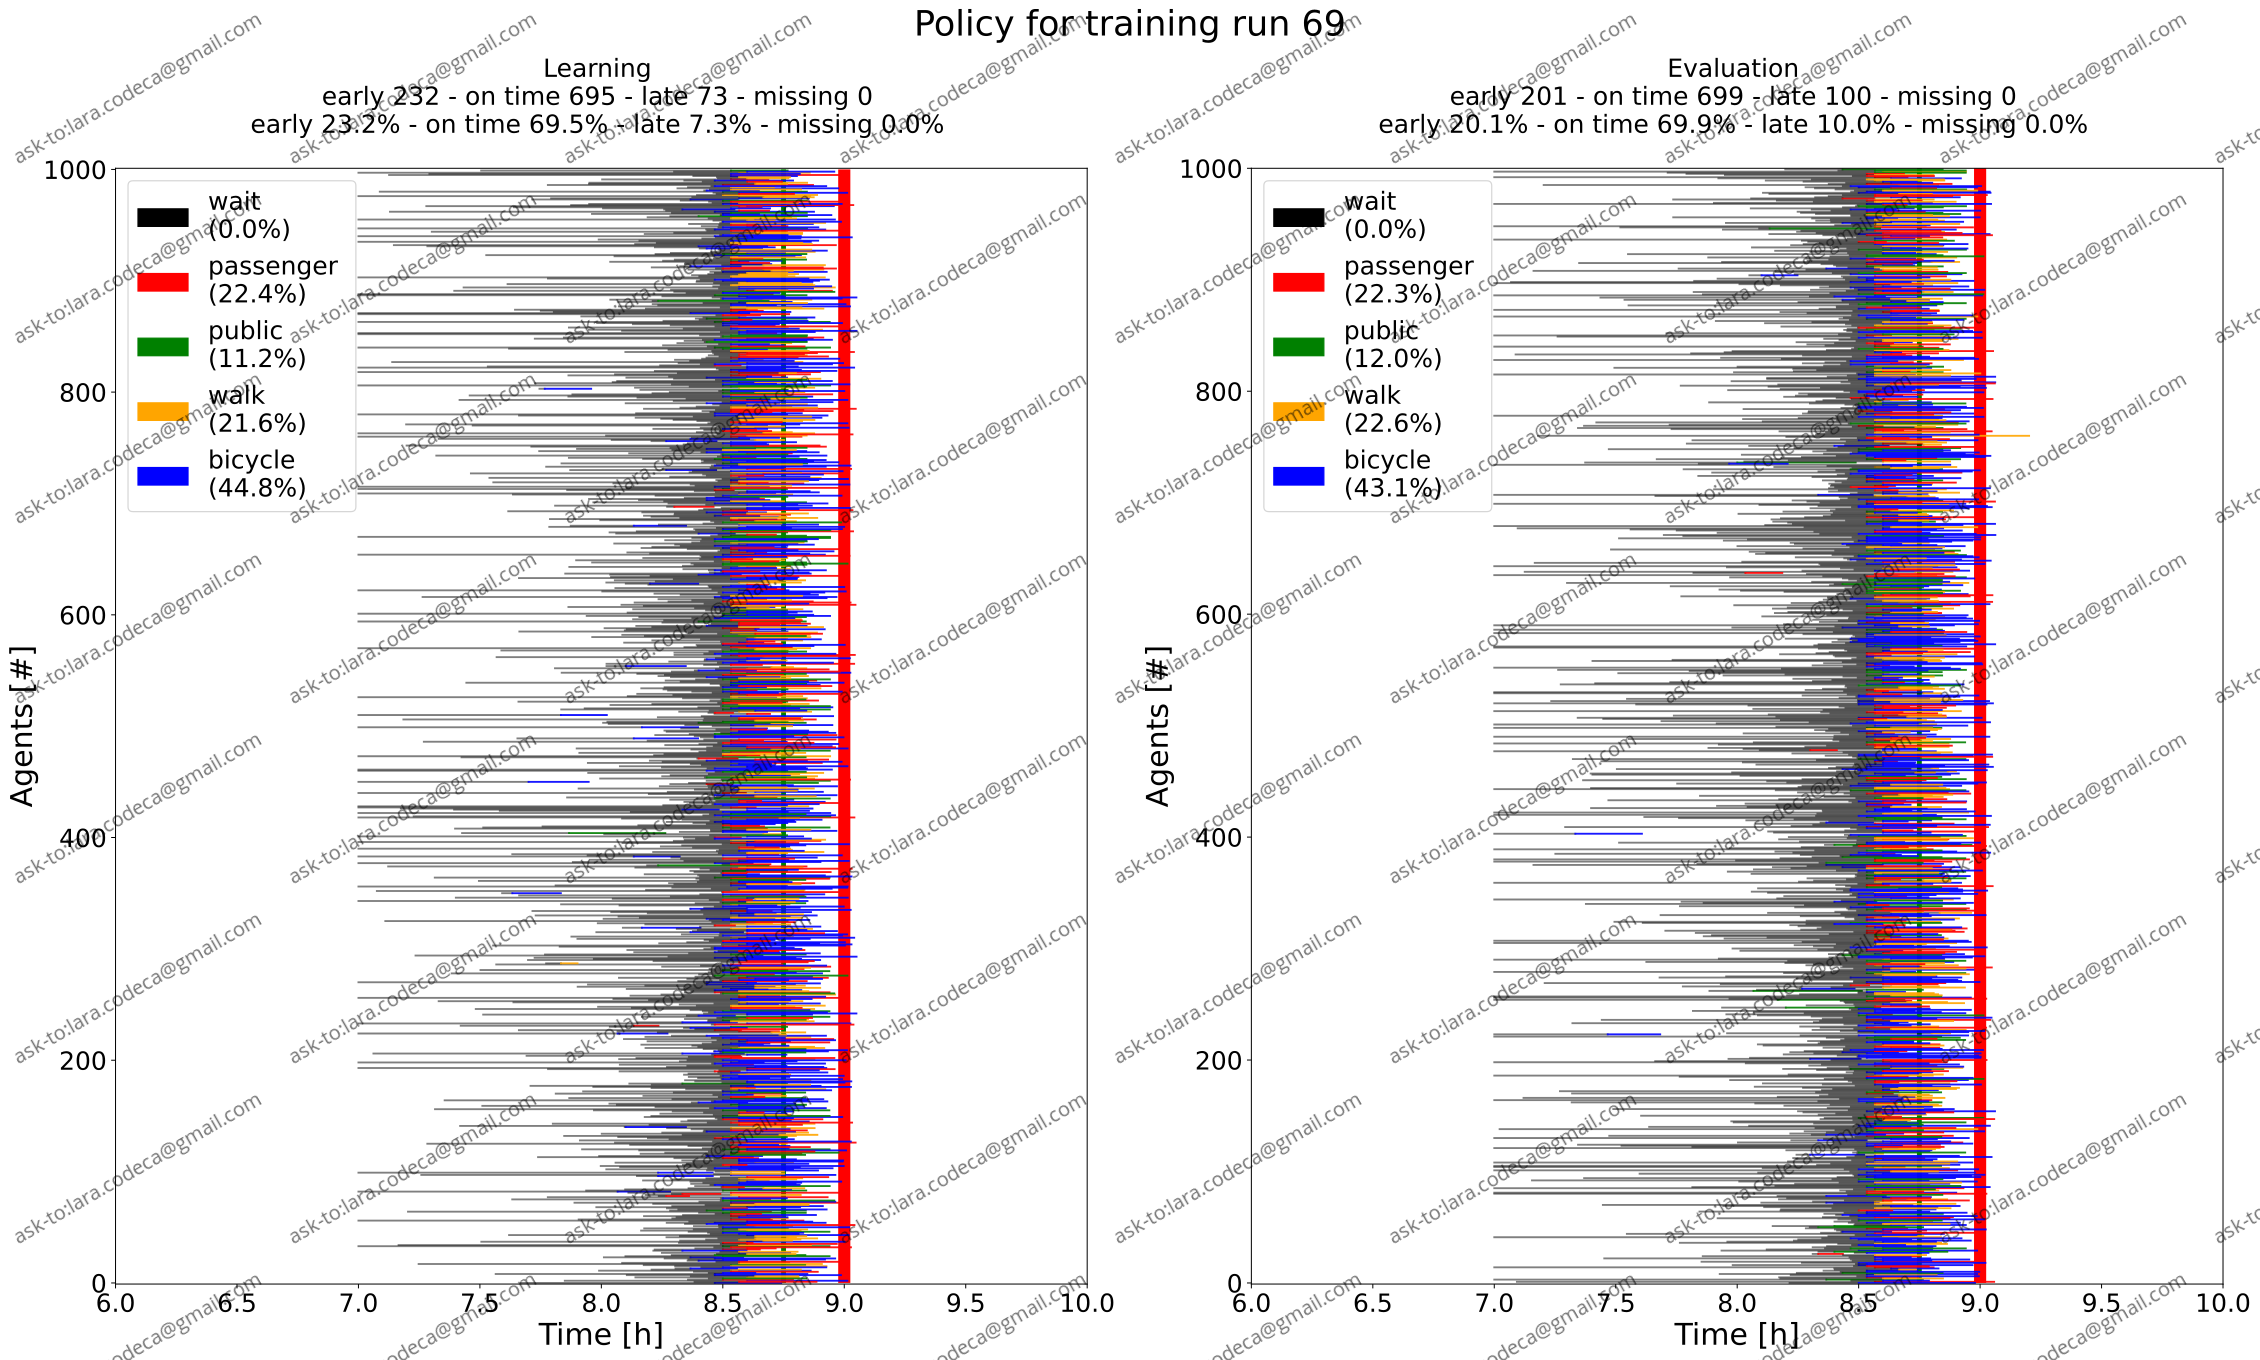 Policy for training run 69
Learning
early 232 - on time 695 - late 73 - missing 0
early 23.2% - on time 69.5% - late 7.3% - missing 0.0%
1000
800
600
400
200
0
Agents [#]
wait
(0.0%)
passenger
(22.4%)
public
(11.2%)
walk
(21.6%)
bicycle
(44.8%)
6.0 6.5 7.0 7.5 8.0 8.5 9.0 9.5 10.0
Time [h]
Evaluation
early 201 - on time 699 - late 100 - missing 0
early 20.1% - on time 69.9% - late 10.0% - missing 0.0%
1000
800
600
400
200
0
Agents [#]
wait
(0.0%)
passenger
(22.3%)
public
(12.0%)
walk
(22.6%)
bicycle
(43.1%)
6.0 6.5 7.0 7.5 8.0 8.5 9.0 9.5 10.0
Time [h]
ask-to:lara.codeca@gmail.com